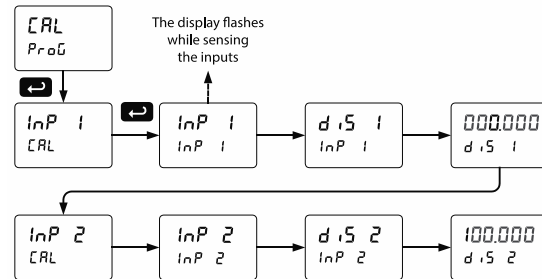 CAL
ProG
The display flashes
while sensing
the inputs
InP 1
CAL
InP 1
InP 1
diS 1
InP 1
000.000
diS 1
InP 2
CAL
InP 2
InP 2
diS 2
InP 2
100.000
diS 2